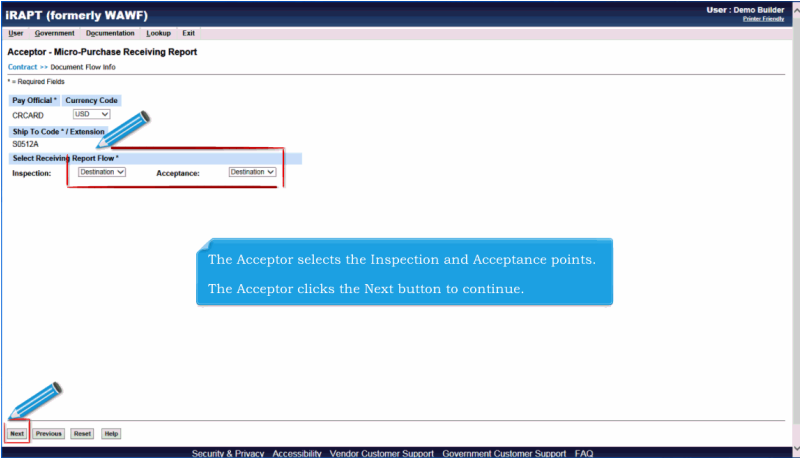 iRAPT (formerly WAWF)
User : Demo Builder
Printer Friendly
User Government Documentation Lookup Exit
Acceptor - Micro-Purchase Receiving Report
Contract >> Document Flow Info
* = Required Fields
Pay Official * Currency Code
CRCARD USD
Ship To Code * / Extension
S0512A
Select Receiving Report Flow *
Inspection: Destination Acceptance: Destination
The Acceptor selects the Inspection and Acceptance points.
The Acceptor clicks the Next button to continue.
Next Previous Reset Help
Security & Privacy Accessibility Vendor Customer Support Government Customer Support FAQ